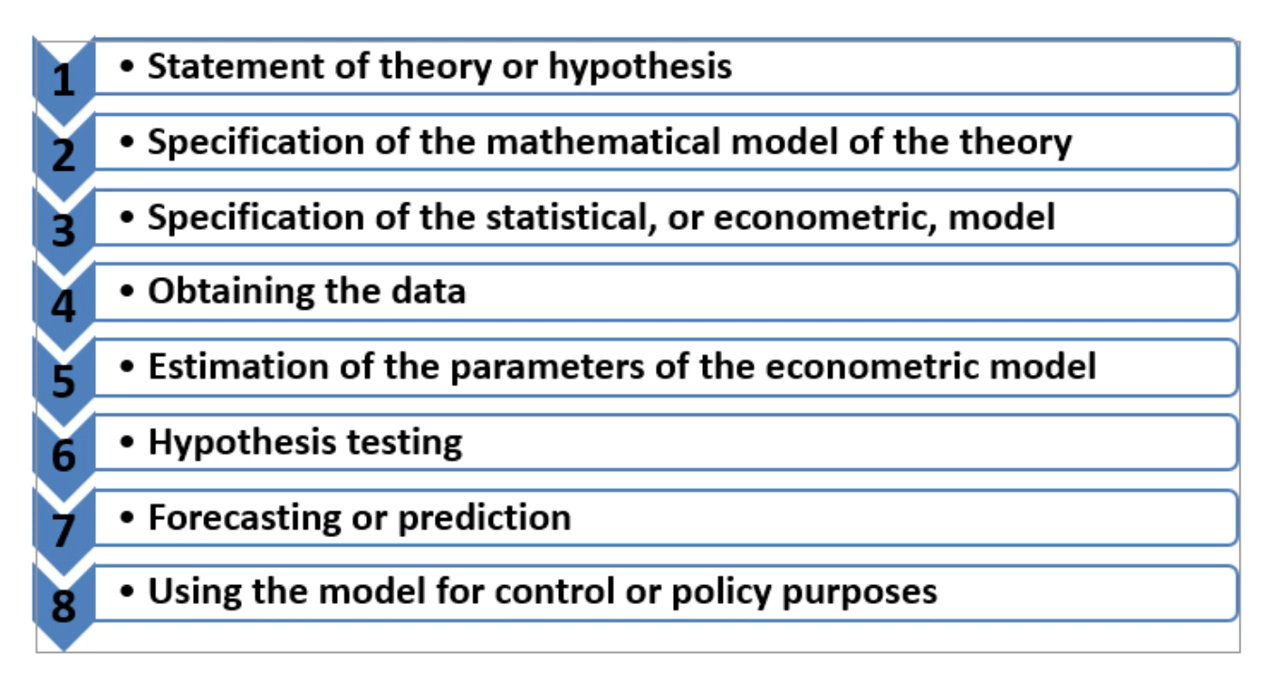 1 • Statement of theory or hypothesis
2 • Specification of the mathematical model of the theory
3 • Specification of the statistical, or econometric, model
4 • Obtaining the data
5 • Estimation of the parameters of the econometric model
6 • Hypothesis testing
7 • Forecasting or prediction
8 • Using the model for control or policy purposes